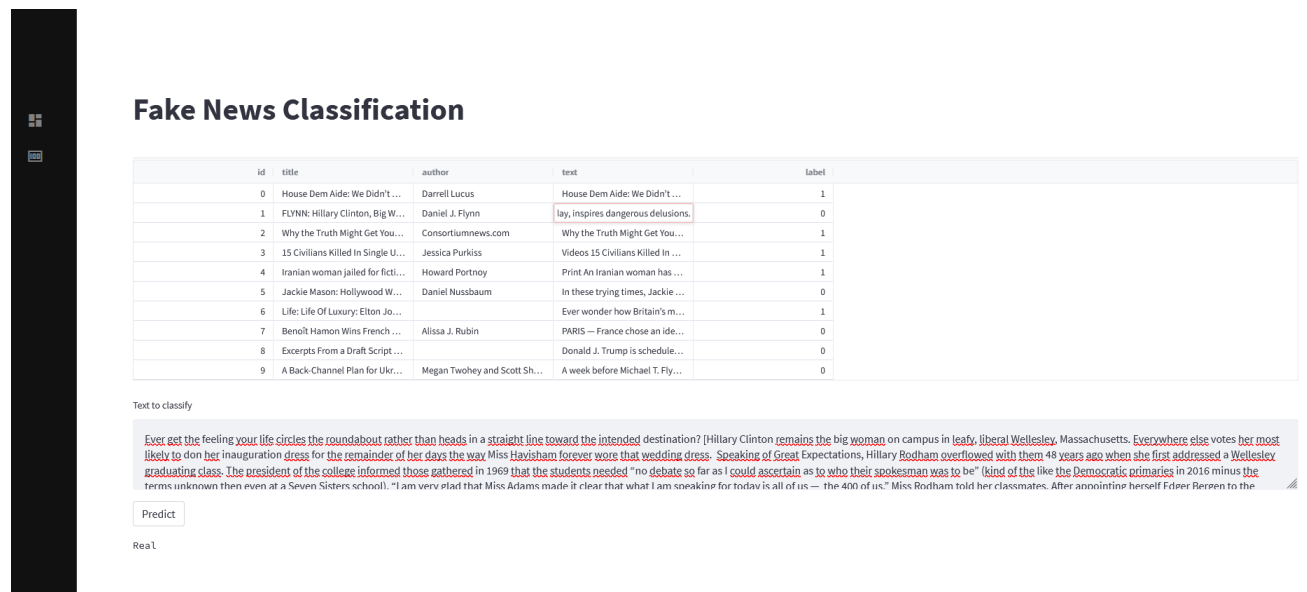 Fake News Classification
id title author text label
0 House Dem Aide: We Didn't ... Darrell Lucus House Dem Aide: We Didn't ... 1
1 FLYNN: Hillary Clinton, Big W... Daniel J. Flynn lay, inspires dangerous delusions. 0
2 Why the Truth Might Get You... Consortiumnews.com Why the Truth Might Get You... 1
3 15 Civilians Killed In Single U... Jessica Purkiss Videos 15 Civilians Killed In ... 1
4 Iranian woman jailed for ficti... Howard Portnoy Print An Iranian woman has ... 1
5 Jackie Mason: Hollywood W... Daniel Nussbaum In these trying times, Jackie ... 0
6 Life: Life Of Luxury: Elton Jo... Ever wonder how Britain's m... 1
7 Benoît Hamon Wins French ... Alissa J. Rubin PARIS — France chose an ide... 0
8 Excerpts From a Draft Script ... Donald J. Trump is schedule... 0
9 A Back-Channel Plan for Ukr... Megan Twohey and Scott Sh... A week before Michael T. Fly... 0
Text to classify
Ever get the feeling your life circles the roundabout rather than heads in a straight line toward the intended destination? [Hillary Clinton remains the big woman on campus in leafy, liberal Wellesley, Massachusetts. Everywhere else votes her most
likely to don her inauguration dress for the remainder of her days the way Miss Havisham forever wore that wedding dress. Speaking of Great Expectations, Hillary Rodham overflowed with them 48 years ago when she first addressed a Wellesley
graduating class. The president of the college informed those gathered in 1969 that the students needed “no debate so far as I could ascertain as to who their spokesman was to be” (kind of the like the Democratic primaries in 2016 minus the
terms unknown then even at a Seven Sisters school). “I am very glad that Miss Adams made it clear that what I am speaking for today is all of us — the 400 of us,” Miss Rodham told her classmates. After appointing herself Edger Bergen to the
Predict
Real